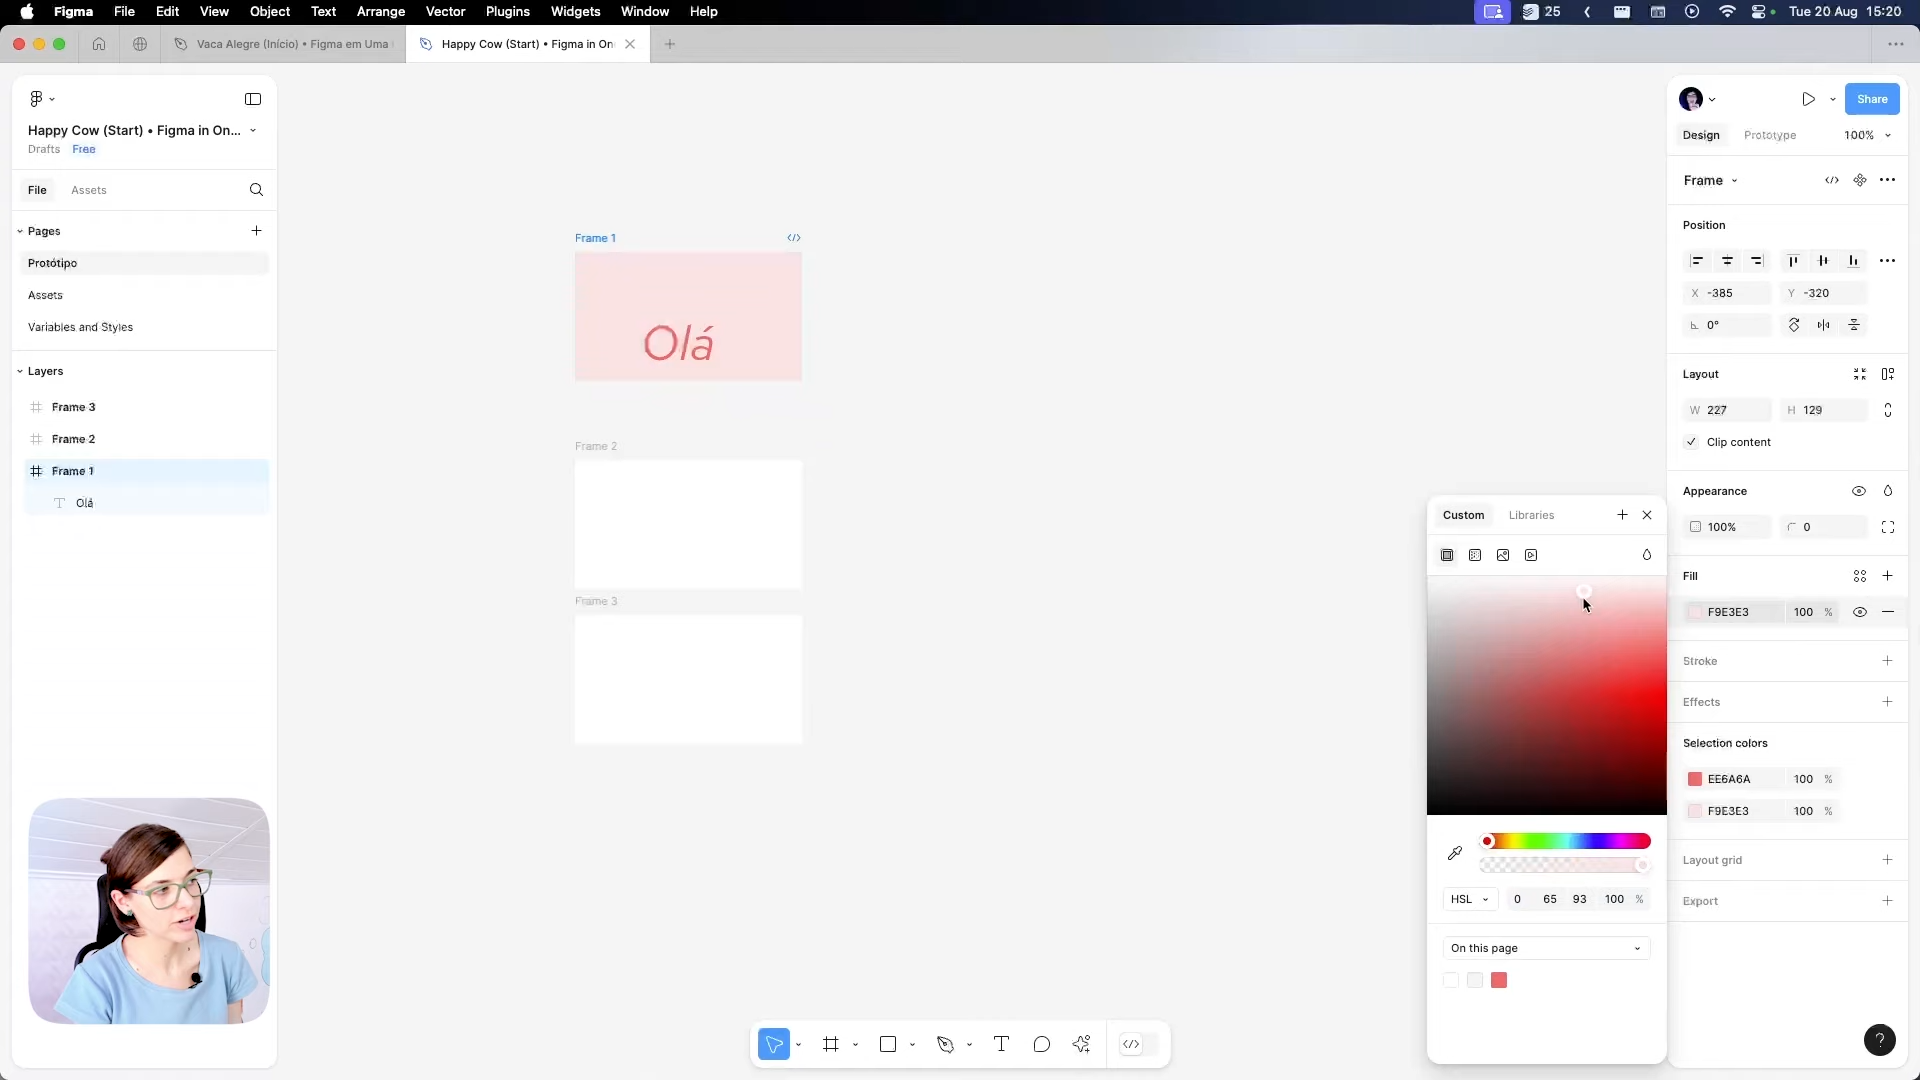 Figma File Edit View Object Text Arrange Vector Plugins Widgets Window Help
25 Tue 20 Aug 15:20
Vaca Alegre (Início) • Figma em Uma
Happy Cow (Start) • Figma in On
Happy Cow (Start) • Figma in On...
Drafts Free
File Assets
Pages
Protótipo
Assets
Variables and Styles
Layers
Frame 3
Frame 2
Frame 1
Olá
Frame 1
Olá
Frame 2
Frame 3
Share
Design Prototype 100%
Frame
Position
X -385 Y -320
0°
Layout
W 227 H 129
Clip content
Appearance
100% 0
Fill
F9E3E3 100 %
Stroke
Effects
Selection colors
EE6A6A 100 %
F9E3E3 100 %
Layout grid
Export
Custom Libraries
HSL 0 65 93 100 %
On this page
?